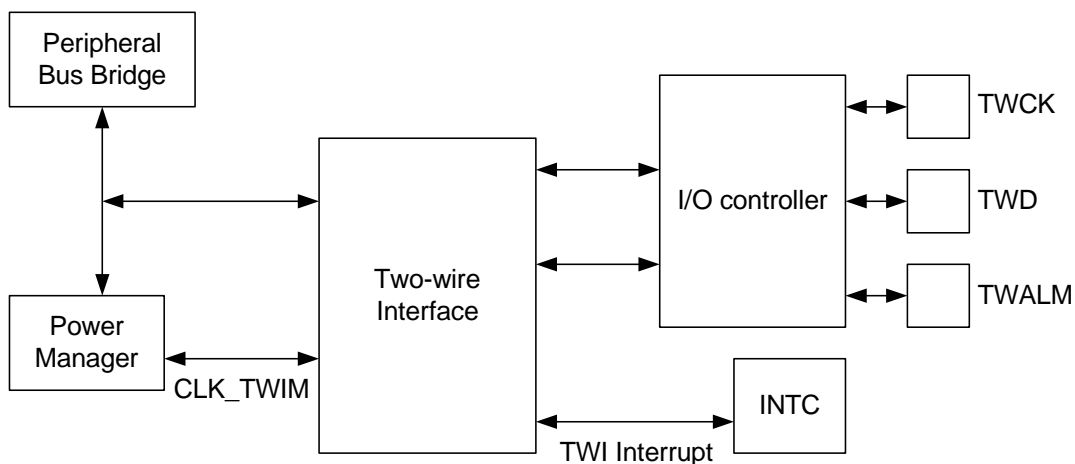 Peripheral
Bus Bridge
TWCK
I/O controller
TWD
Two-wire
Interface
TWALM
Power
Manager
CLK_TWIM
INTC
TWI Interrupt